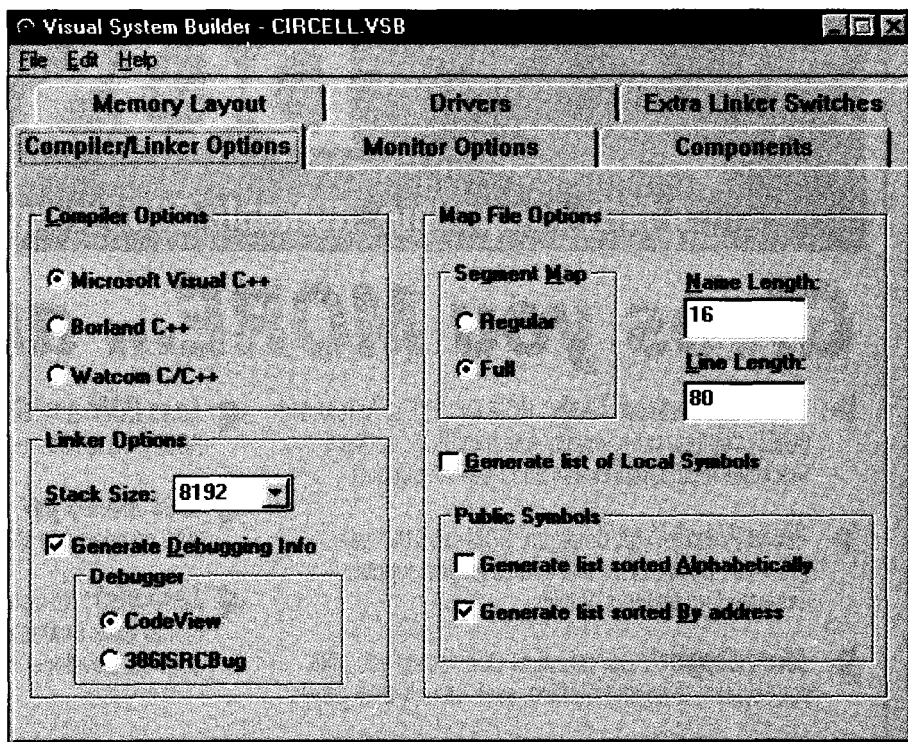 Visual System Builder - CIRCELL.VSB
File Edit Help
Memory Layout Drivers Extra Linker Switches
Compiler/Linker Options Monitor Options Components
Compiler Options
Microsoft Visual C++
Borland C++
Watcom C/C++
Linker Options
Stack Size: 8192
Generate Debugging Info
Debugger
CodeView
386|SRCBug
Map File Options
Segment Map
Regular
Full
Name Length:
16
Line Length:
80
Generate list of Local Symbols
Public Symbols
Generate list sorted Alphabetically
Generate list sorted By address